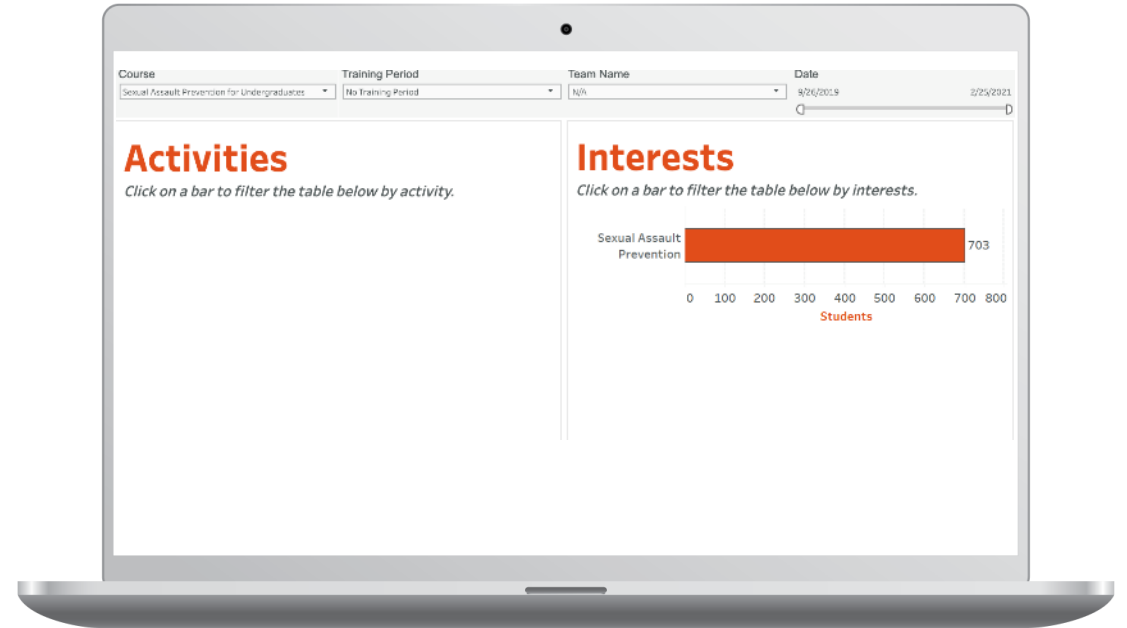 Course
Training Period
Team Name
Date
Sexual Assault Prevention for Undergraduates
No Training Period
N/A
9/26/2019
2/25/2021
Activities
Click on a bar to filter the table below by activity.
Interests
Click on a bar to filter the table below by interests.
Sexual Assault
Prevention
703
0 100 200 300 400 500 600 700 800
Students